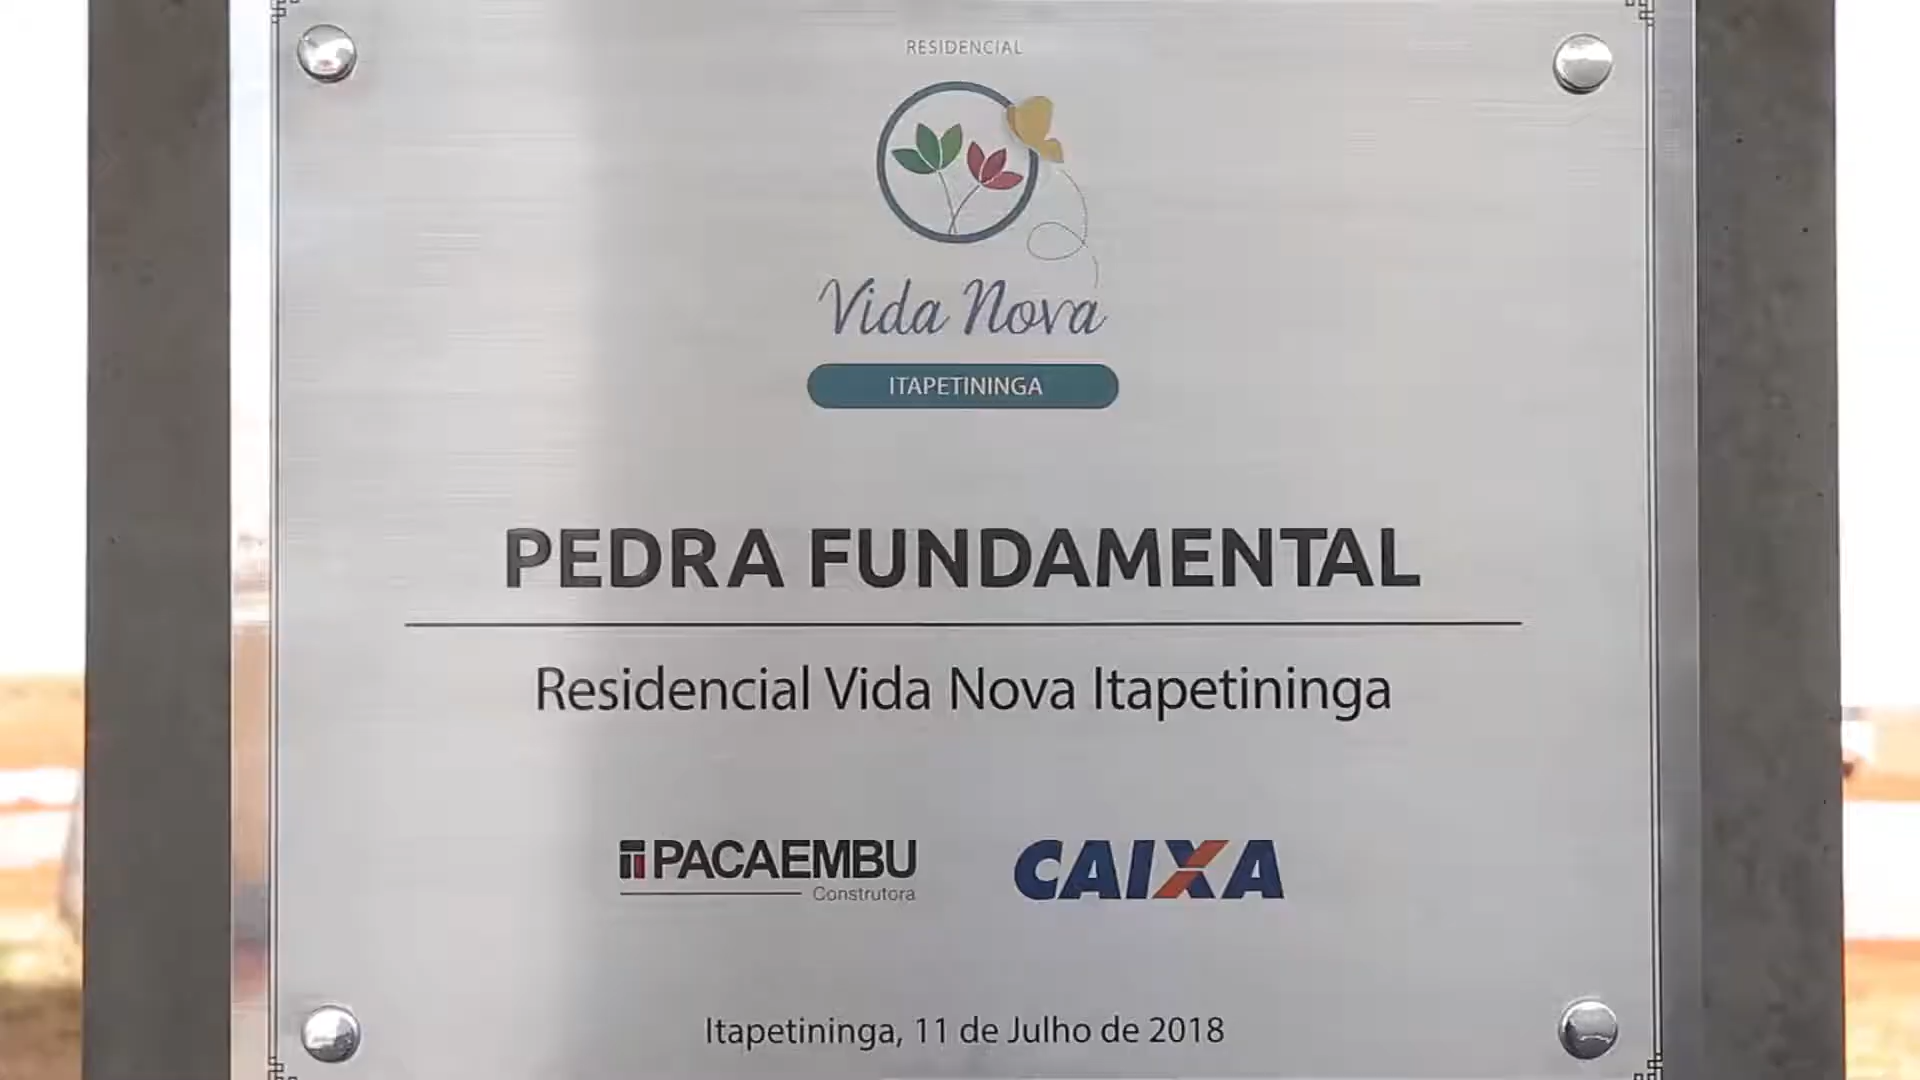 RESIDENCIAL
Vida Nova
ITAPETININGA
PEDRA FUNDAMENTAL
Residencial Vida Nova Itapetininga
PACAEMBU
Construtora
CAIXA
Itapetininga, 11 de Julho de 2018